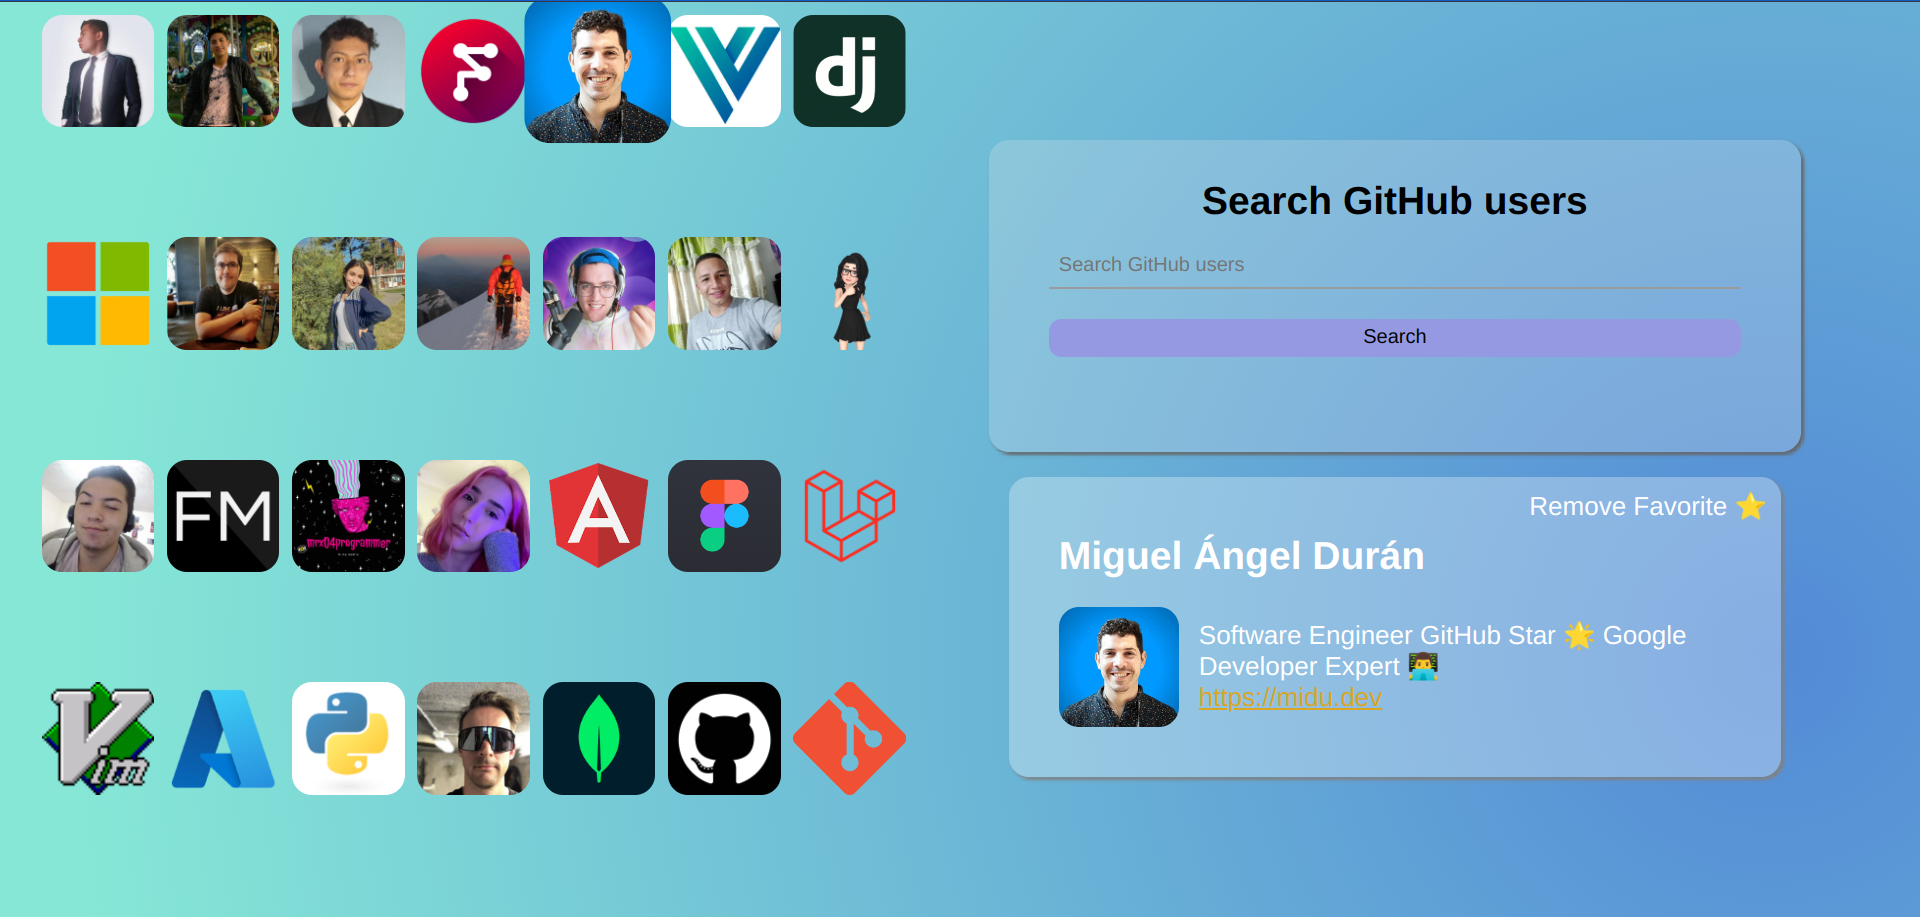 dj
Search GitHub users
Search GitHub users
Search
FM
mrx04programmer
A
Remove Favorite ⭐
Miguel Ángel Durán
Software Engineer GitHub Star 🌟 Google
Developer Expert 👨‍💻
https://midu.dev
Vim